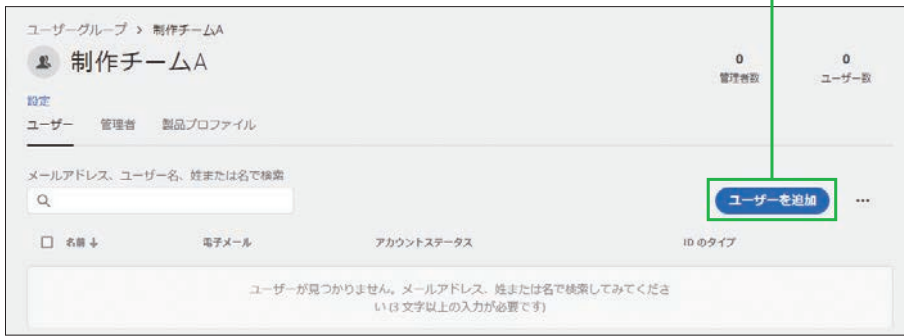 ユーザーグループ > 制作チームA
制作チームA
0
管理者数
0
ユーザー数
設定
ユーザー 管理者 製品プロファイル
メールアドレス、ユーザー名、姓または名で検索
ユーザーを追加 …
名前 ↓ 電子メール アカウントステータス ID のタイプ
ユーザーが見つかりません。メールアドレス、姓または名で検索してみてくださ
い (3 文字以上の入力が必要です)